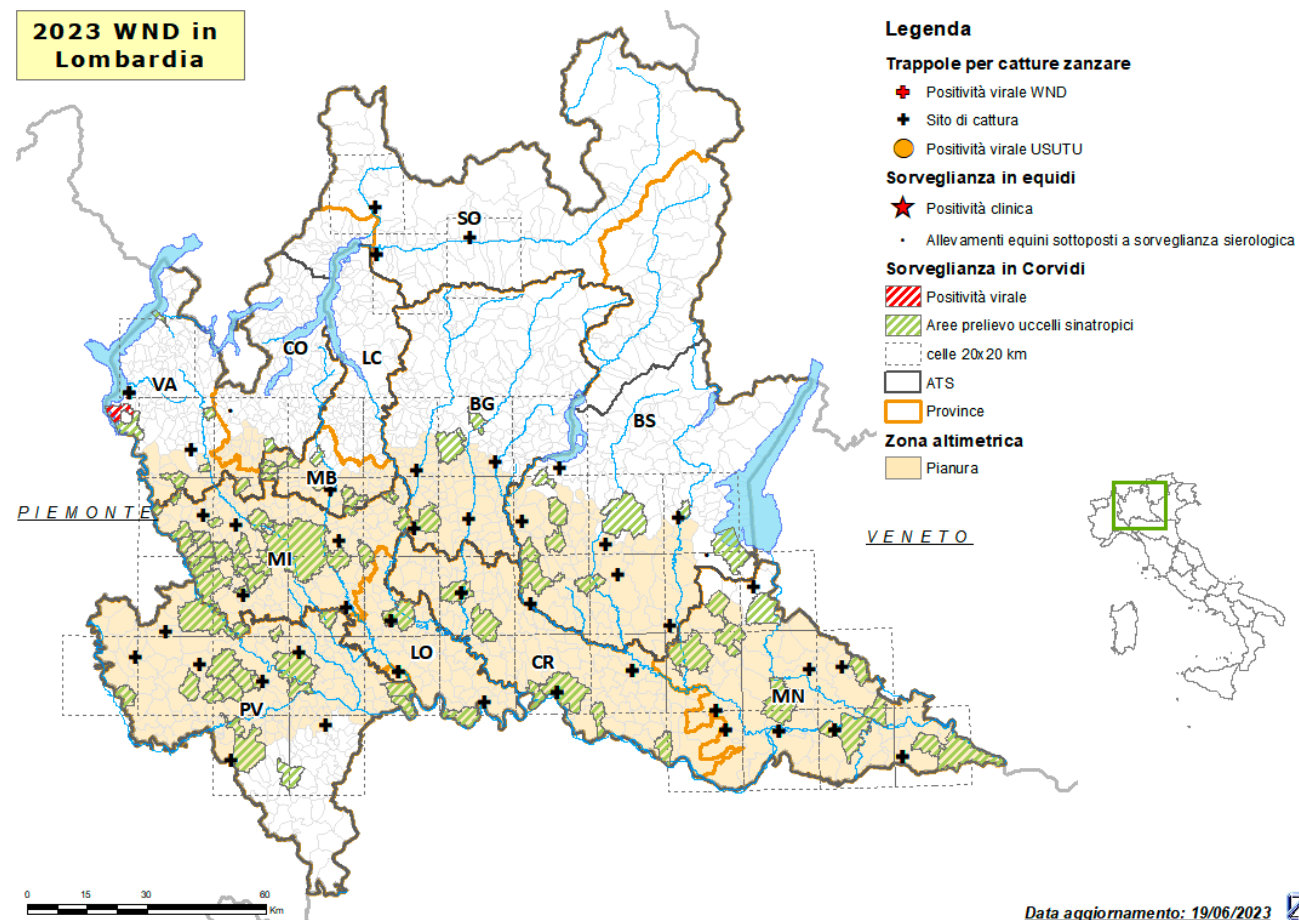 2023 WND in
Lombardia
Legenda
Trappole per catture zanzare
Positività virale WND
Sito di cattura
Positività virale USUTU
Sorveglianza in equidi
Positività clinica
Allevamenti equini sottoposti a sorveglianza sierologica
Sorveglianza in Corvidi
Positività virale
Aree prelievo uccelli sinatropici
celle 20x20 km
ATS
Province
Zona altimetrica
Pianura
SO
CO
LC
VA
BG
BS
MB
PIEMONTE
VENETO
MI
LO
CR
MN
PV
0 15 30 60
Km
Data aggiornamento: 19/06/2023